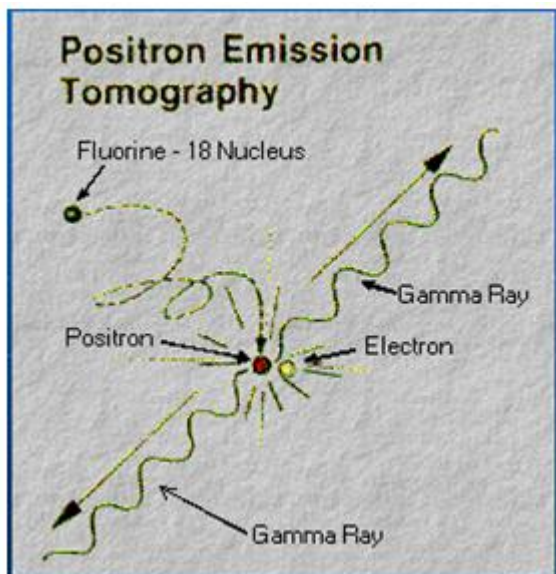 Positron Emission
Tomography
Fluorine - 18 Nucleus
Gamma Ray
Positron
Electron
Gamma Ray